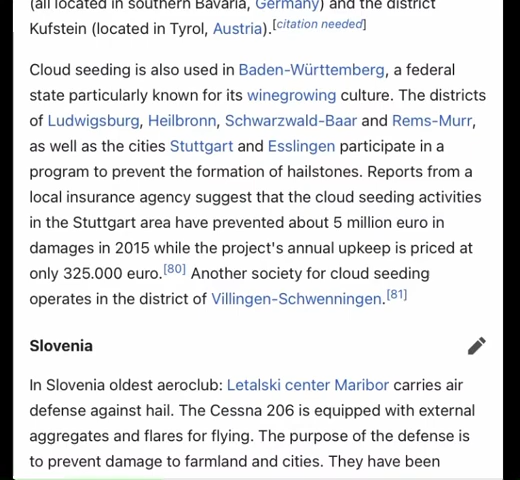 (all located in southern Bavaria, Germany) and the district
Kufstein (located in Tyrol, Austria).[citation needed]
Cloud seeding is also used in Baden-Württemberg, a federal
state particularly known for its winegrowing culture. The districts
of Ludwigsburg, Heilbronn, Schwarzwald-Baar and Rems-Murr,
as well as the cities Stuttgart and Esslingen participate in a
program to prevent the formation of hailstones. Reports from a
local insurance agency suggest that the cloud seeding activities
in the Stuttgart area have prevented about 5 million euro in
damages in 2015 while the project's annual upkeep is priced at
only 325.000 euro.[80] Another society for cloud seeding
operates in the district of Villingen-Schwenningen.[81]
Slovenia
In Slovenia oldest aeroclub: Letalski center Maribor carries air
defense against hail. The Cessna 206 is equipped with external
aggregates and flares for flying. The purpose of the defense is
to prevent damage to farmland and cities. They have been